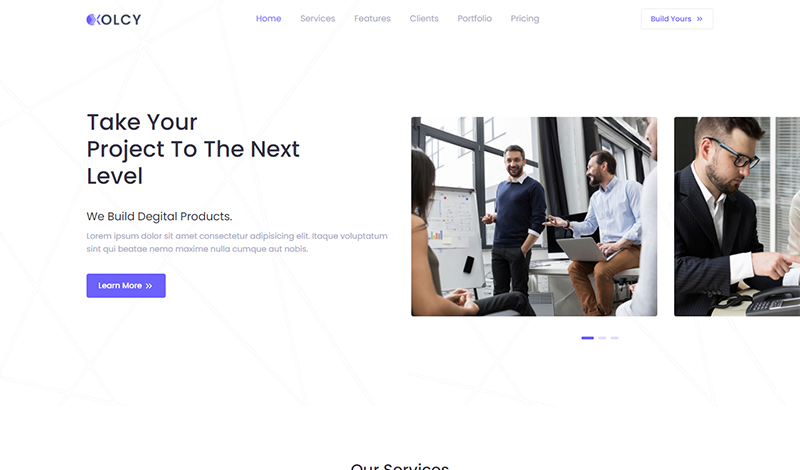 XOLCY
Home Services Features Clients Portfolio Pricing
Build Yours »
Take Your
Project To The Next
Level
We Build Degital Products.
Lorem ipsum dolor sit amet consectetur adipisicing elit. Itaque voluptatum
sint qui beatae nemo maxime nulla cumque aut nobis.
Learn More »
Our Services